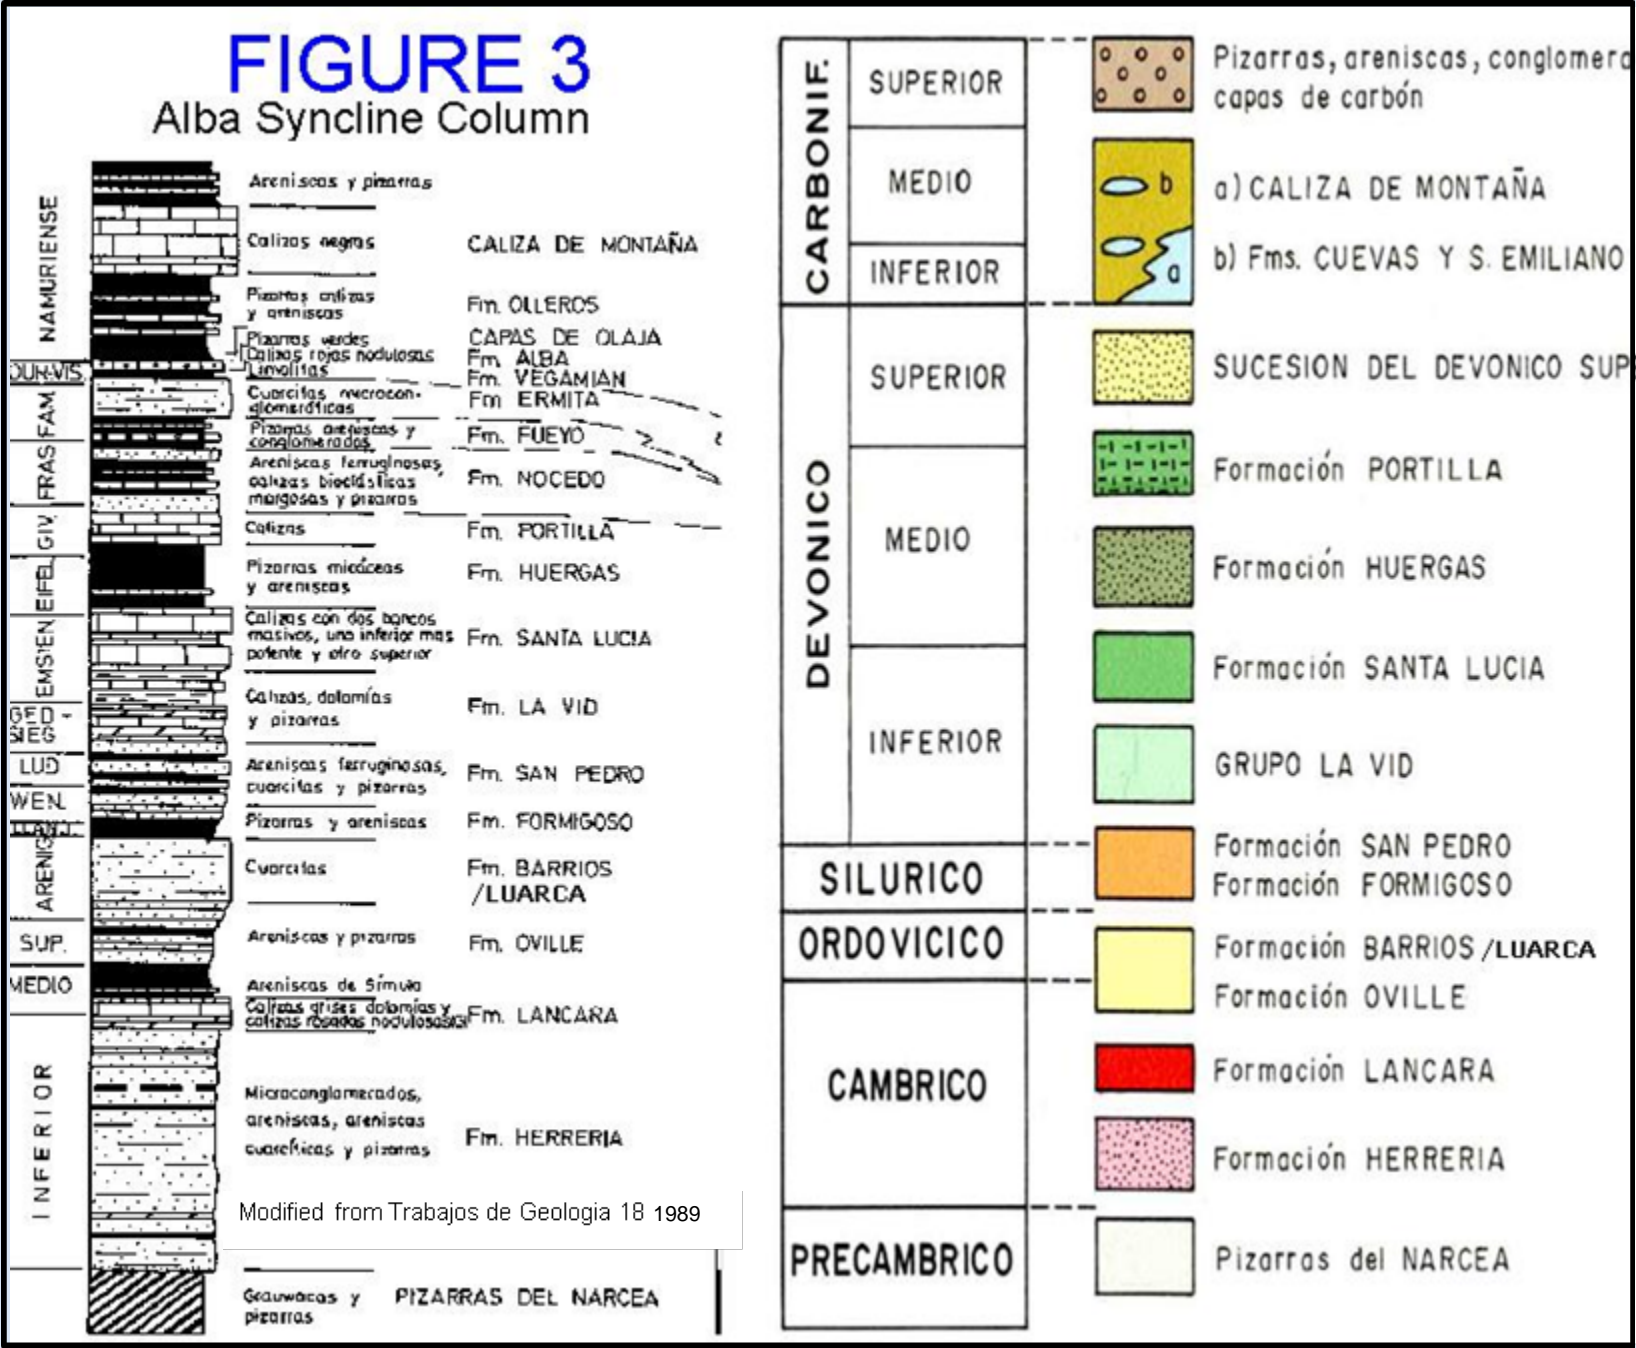 FIGURE 3
Alba Syncline Column
NAMURIENSE
FAM.
FRAS
GIV.
EIFEL
EMSIEN
GED -
SIEG
LUD
WEN.
ARENIG
SUP.
MEDIO
INFERIOR
Areniscas y pizarras
Calizas negras
CALIZA DE MONTAÑA
Pizarras calizas
y areniscas
Fm. OLLEROS
Pizarras verdes
CAPAS DE OLAJA
Calizas rojas nodulosas
Fm. ALBA
Limolitas
Fm. VEGAMIAN
Cuarcitas microcon-
glomeráticas
Fm ERMITA
Pizarras areniscas y
conglomerados
Fm. FUEYO
Areniscas ferruginosas,
calizas bioclásticas
margosas y pizarras
Fm. NOCEDO
Calizas
Fm. PORTILLA
Pizarras micáceas
y areniscas
Fm. HUERGAS
Calizas con dos bancos
masivos, uno inferior mas
potente y otro superior
Fm. SANTA LUCIA
Calizas, dolomías
y pizarras
Fm. LA VID
Areniscas ferruginosas,
cuarcitas y pizarras
Fm. SAN PEDRO
Pizarras y areniscas
Fm. FORMIGOSO
Cuarcitas
Fm. BARRIOS
/LUARCA
Areniscas y pizarras
Fm. OVILLE
Areniscas de
Calizas grises dolomías y
calizas rosadas nodulosas
Fm. LANCARA
Microconglomerados,
areniscas, areniscas
cuarcíticas y pizarras
Fm. HERRERIA
Modified from Trabajos de Geologia 18 1989
Grauwacas y
pizarras
PIZARRAS DEL NARCEA
CARBONIF.
SUPERIOR
MEDIO
INFERIOR
DEVONICO
SUPERIOR
MEDIO
INFERIOR
SILURICO
ORDOVICICO
CAMBRICO
PRECAMBRICO
Pizarras, areniscas, conglomera
capas de carbón
b
a
a) CALIZA DE MONTAÑA
b) Fms. CUEVAS Y S. EMILIANO
SUCESION DEL DEVONICO SUP
Formación PORTILLA
Formación HUERGAS
Formación SANTA LUCIA
GRUPO LA VID
Formación SAN PEDRO
Formación FORMIGOSO
Formación BARRIOS /LUARCA
Formación OVILLE
Formación LANCARA
Formación HERRERIA
Pizarras del NARCEA